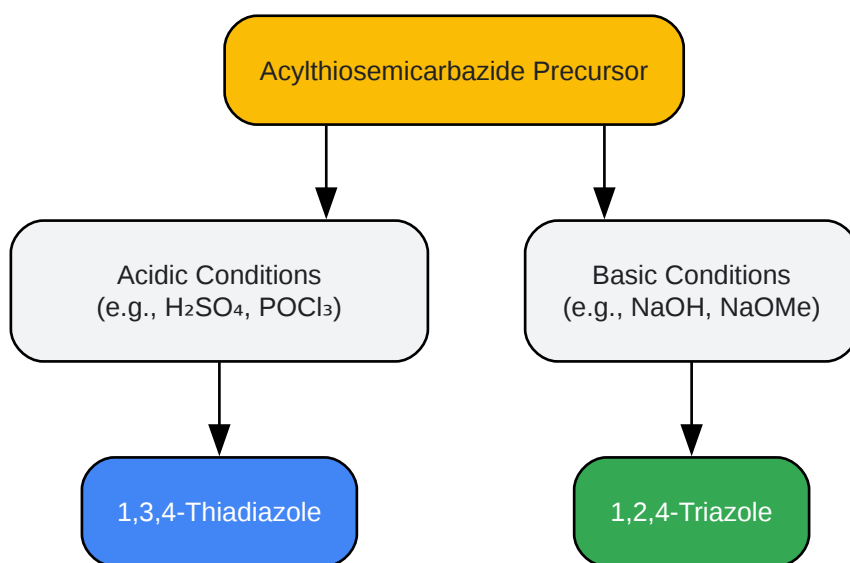 Acylthiosemicarbazide Precursor
Acidic Conditions
(e.g., H₂SO₄, POCl₃)
Basic Conditions
(e.g., NaOH, NaOMe)
1,3,4-Thiadiazole
1,2,4-Triazole